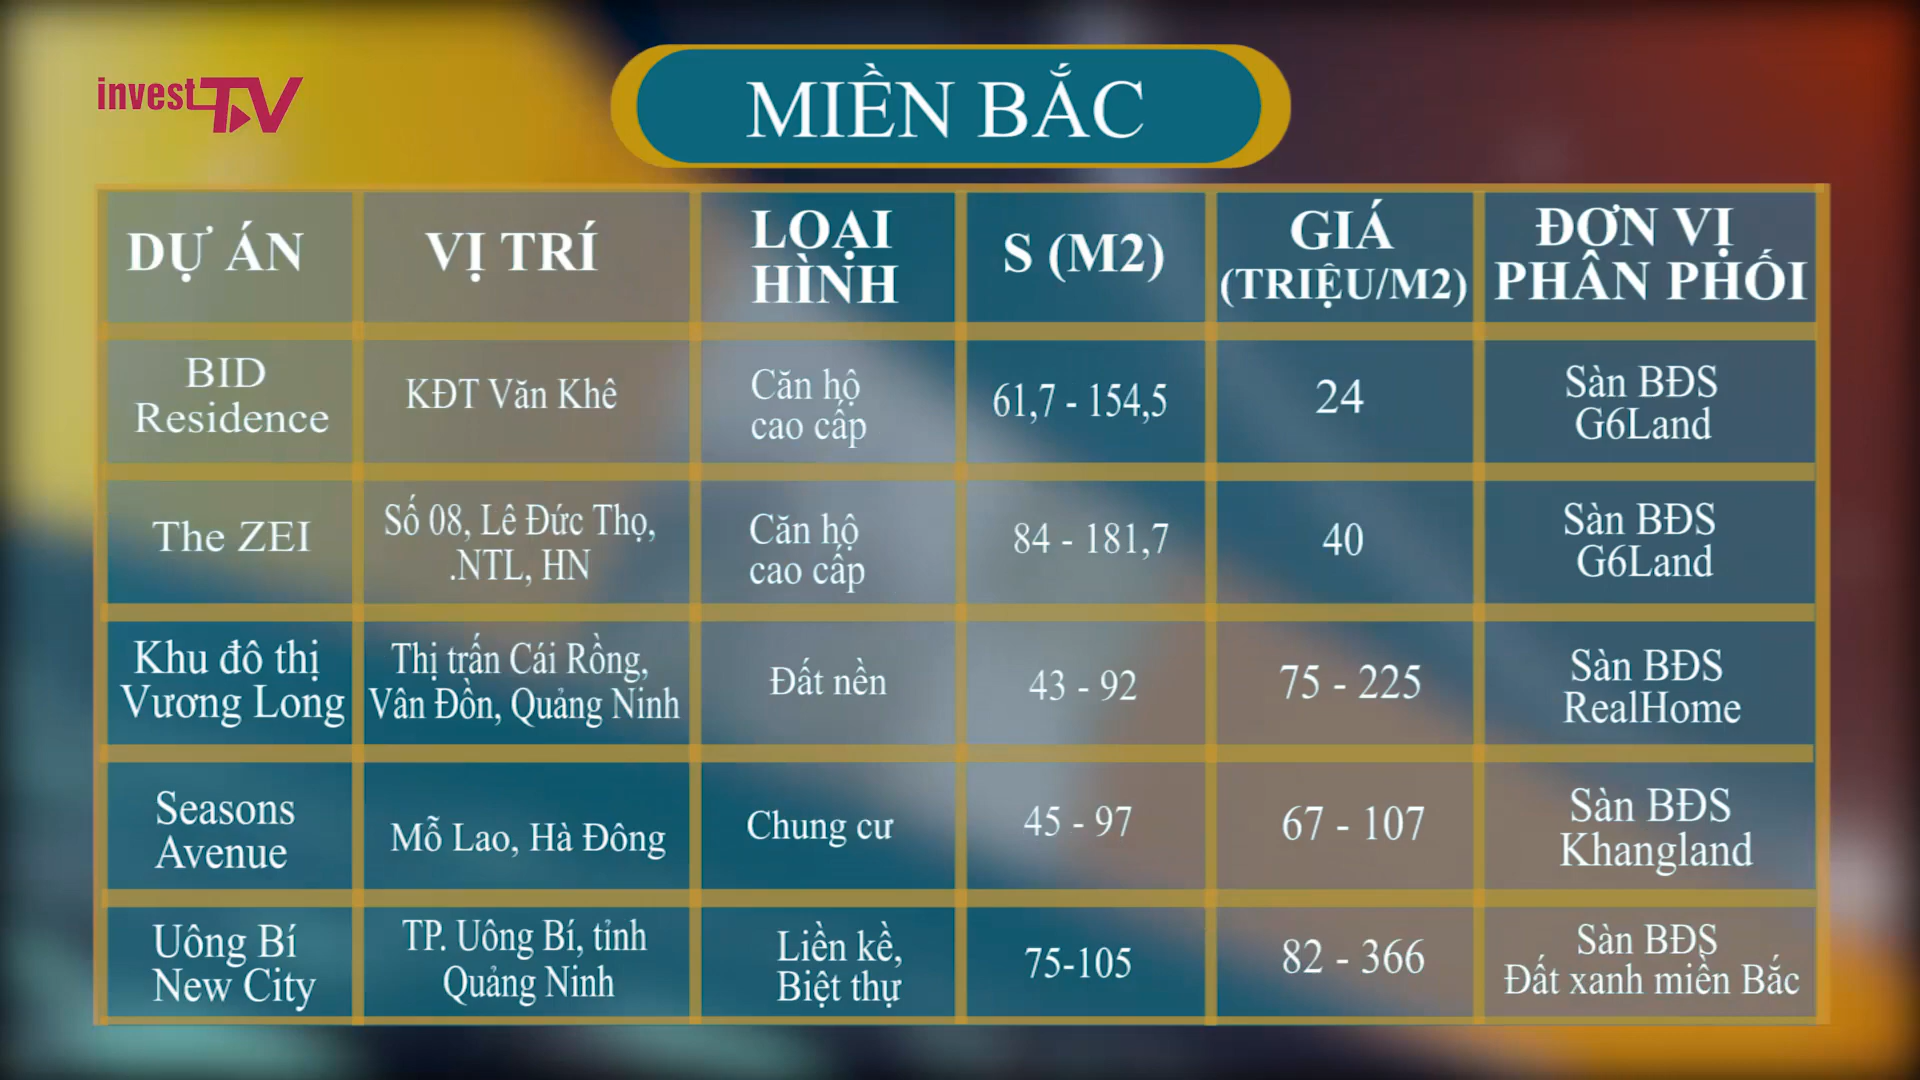 invest TV
MIỀN BẮC
DỰ ÁN
VỊ TRÍ
LOẠI
HÌNH
S (M2)
GIÁ
(TRIỆU/M2)
ĐƠN VỊ
PHÂN PHỐI
BID
Residence
KĐT Văn Khê
Căn hộ
cao cấp
61,7 - 154,5
24
Sàn BĐS
G6Land
The ZEI
Số 08, Lê Đức Thọ,
.NTL, HN
Căn hộ
cao cấp
84 - 181,7
40
Sàn BĐS
G6Land
Khu đô thị
Vương Long
Thị trấn Cái Rồng,
Vân Đồn, Quảng Ninh
Đất nền
43 - 92
75 - 225
Sàn BĐS
RealHome
Seasons
Avenue
Mỗ Lao, Hà Đông
Chung cư
45 - 97
67 - 107
Sàn BĐS
Khangland
Uông Bí
New City
TP. Uông Bí, tỉnh
Quảng Ninh
Liền kề,
Biệt thự
75-105
82 - 366
Sàn BĐS
Đất xanh miền Bắc